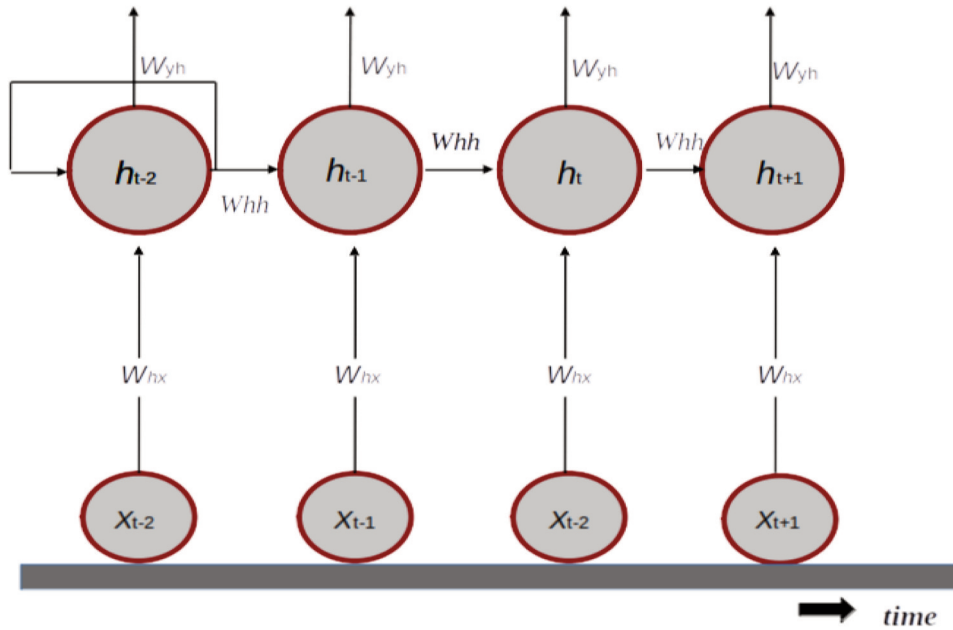 Wyh Wyh Wyh Wyh
Whh Whh
ht-2 ht-1 ht ht+1
Whh
Whx Whx Whx Whx
Xt-2 Xt-1 Xt-2 Xt+1
time